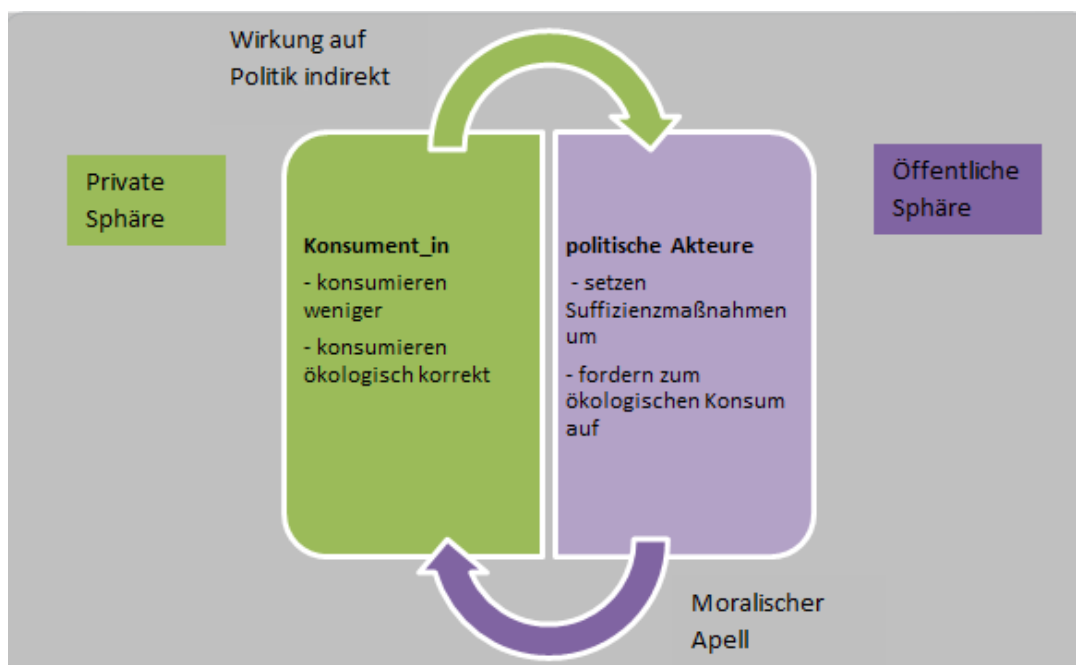 Wirkung auf
Politik indirekt
Private
Sphäre
Öffentliche
Sphäre
Konsument_in
- konsumieren
weniger
- konsumieren
ökologisch korrekt
politische Akteure
- setzen
Suffizienzmaßnahmen
um
- fordern zum
ökologischen Konsum
auf
Moralischer
Apell